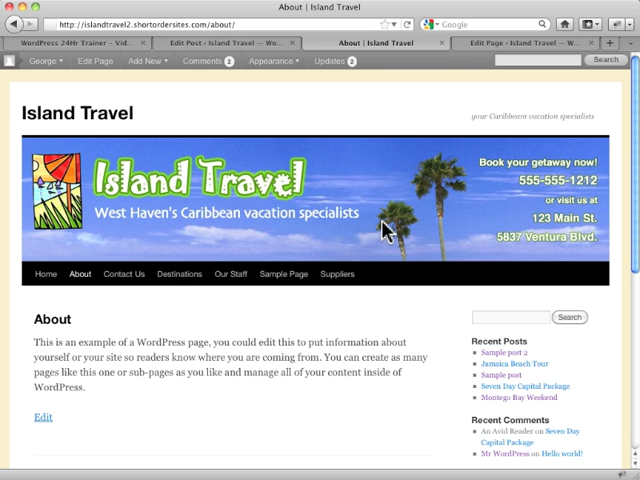 About | Island Travel
http://islandtravel2.shortordersites.com/about/
Google
WordPress 24Hr Trainer – Vid...
Edit Post ‹ Island Travel — Wo...
About | Island Travel
Edit Page ‹ Island Travel — W...
George
Edit Page
Add New
Comments 2
Appearance
Updates 2
Search
Island Travel
your Caribbean vacation specialists
Island Travel
West Haven's Caribbean vacation specialists
Book your getaway now!
555-555-1212
or visit us at
123 Main St.
5837 Ventura Blvd.
Home About Contact Us Destinations Our Staff Sample Page Suppliers
About
This is an example of a WordPress page, you could edit this to put information about
yourself or your site so readers know where you are coming from. You can create as many
pages like this one or sub-pages as you like and manage all of your content inside of
WordPress.
Edit
Search
Recent Posts
Sample post 2
Jamaica Beach Tour
Sample post
Seven Day Capital Package
Montego Bay Weekend
Recent Comments
An Avid Reader on Seven Day
Capital Package
Mr WordPress on Hello world!